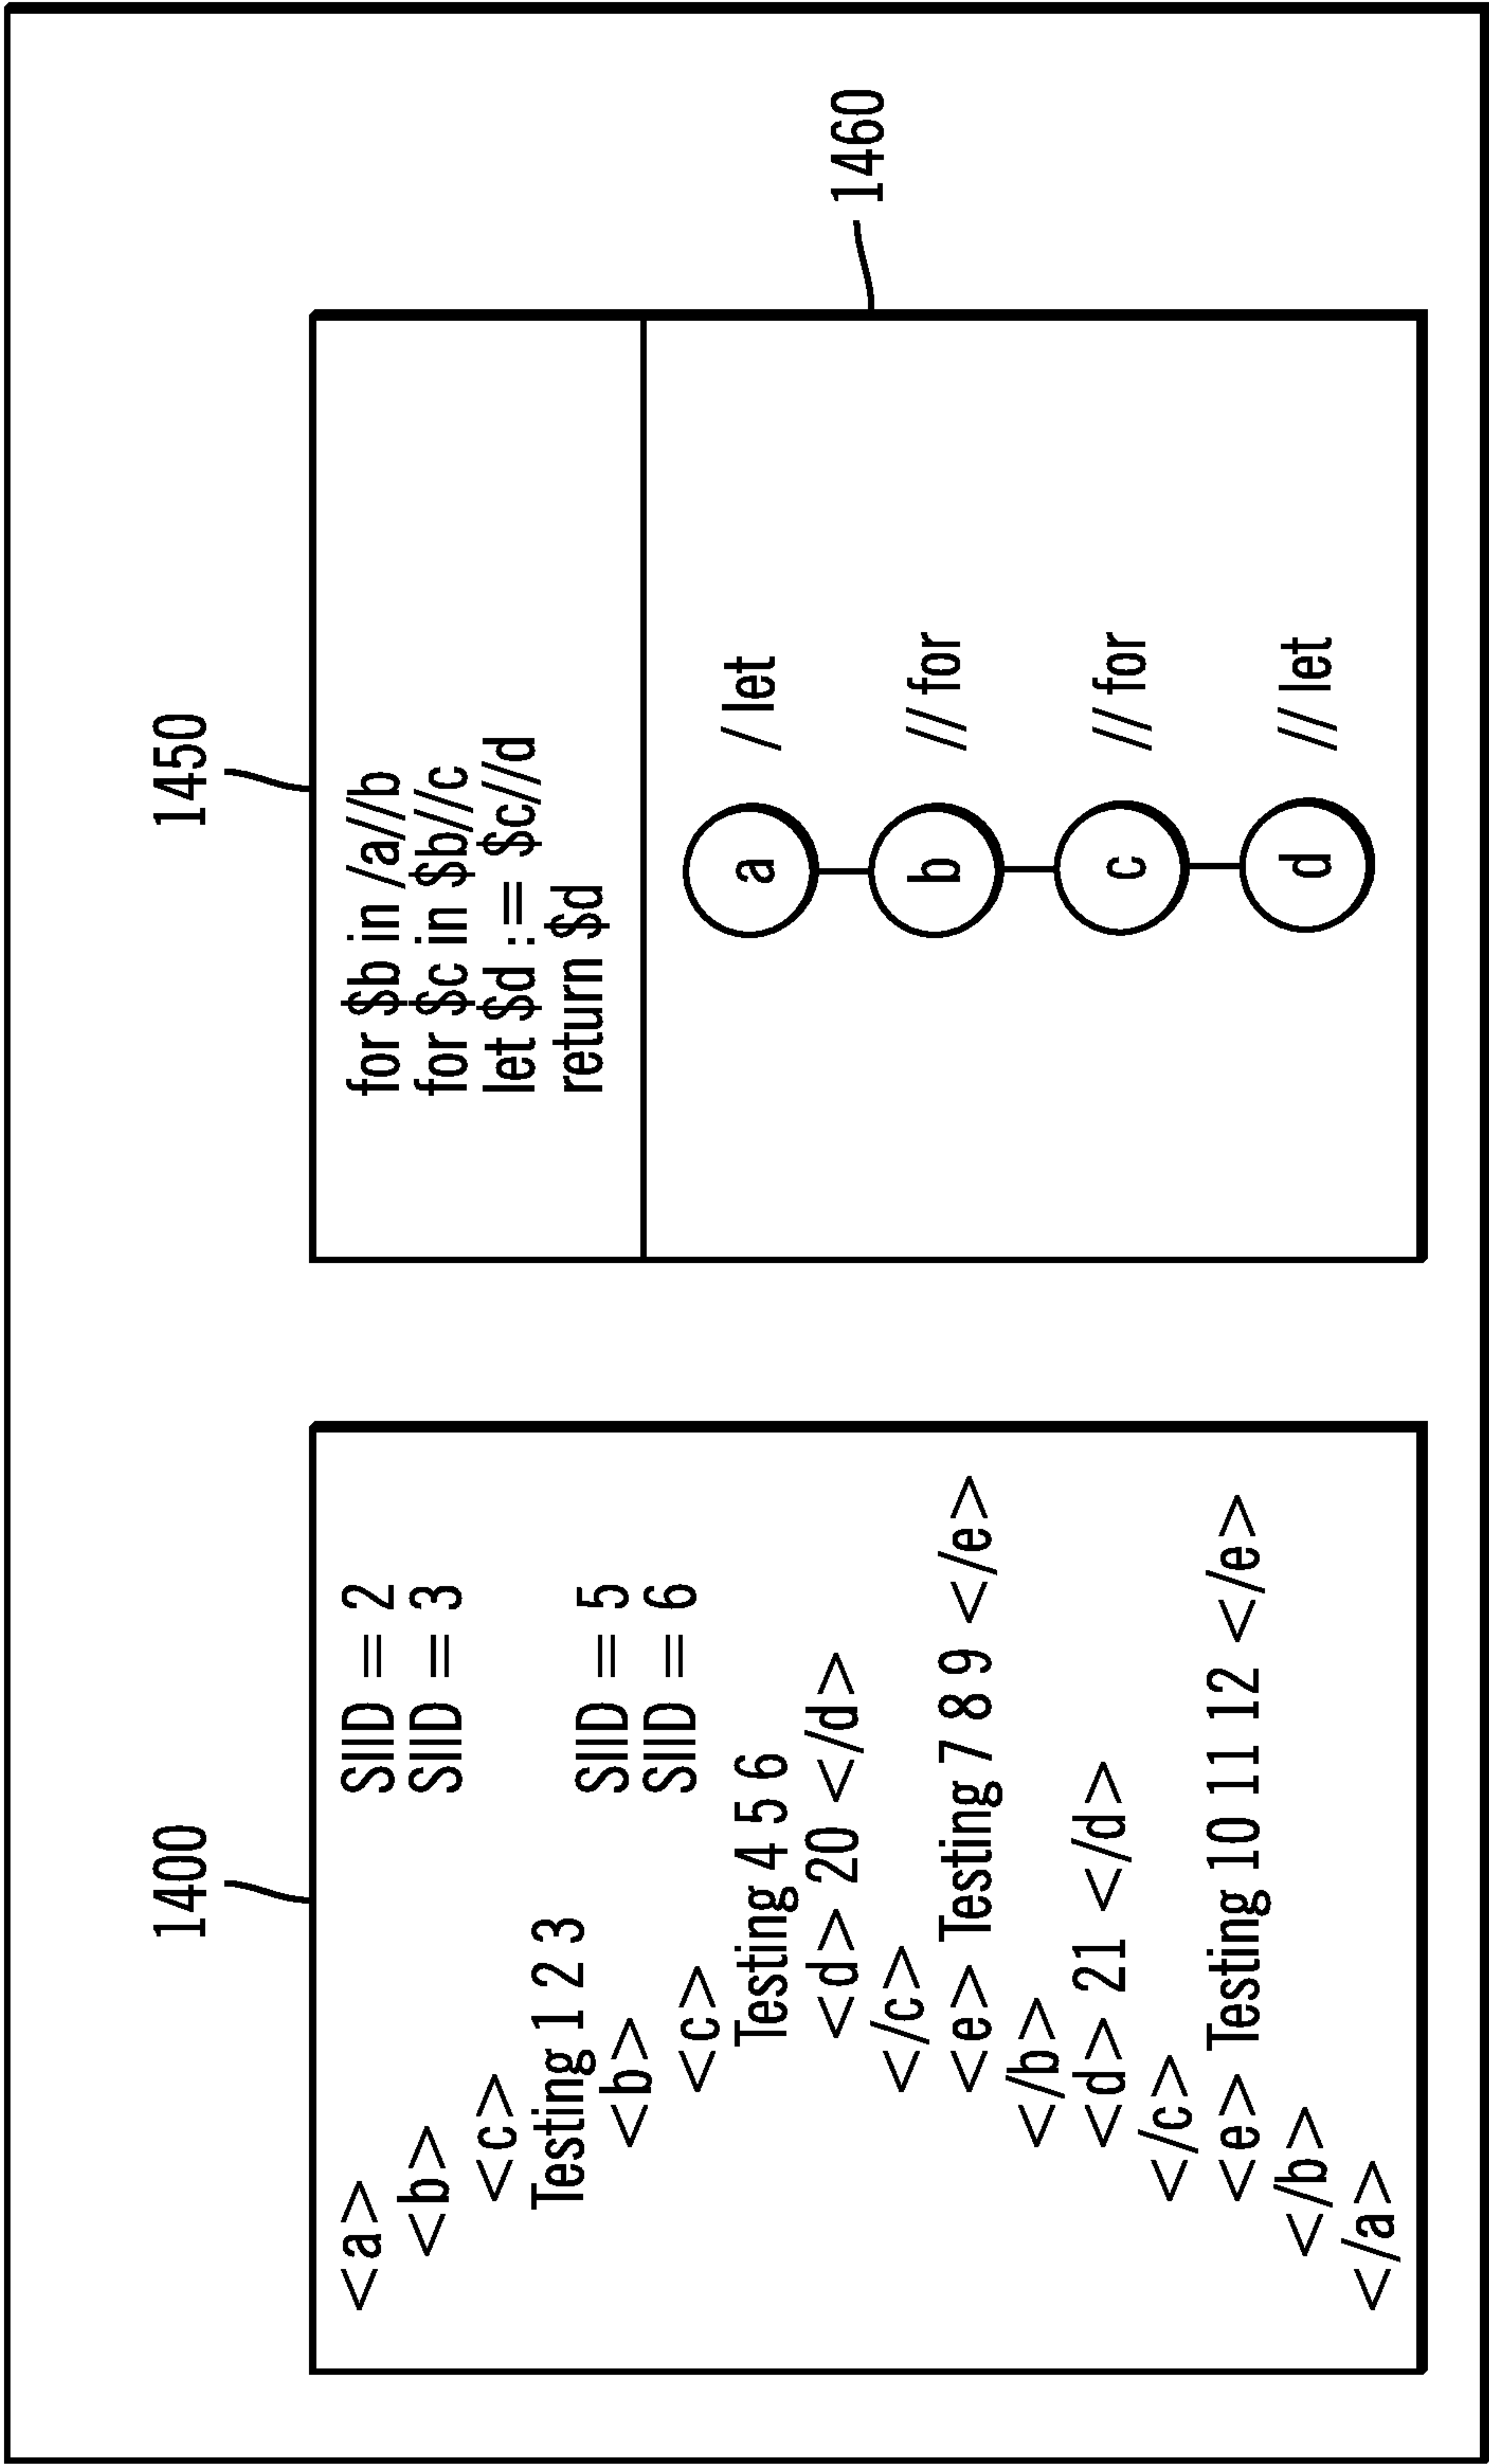 1400
<a> SIID = 2
<b> SIID = 3
<c>
Testing 1 2 3
<b> SIID = 5
<c> SIID = 6
Testing 4 5 6
<d> 20 </d>
</c>
<e> Testing 7 8 9 </e>
</b>
<d> 21 </d>
</c>
<e> Testing 10 11 12 </e>
</b>
</a>
1450
for $b in /a//b
for $c in $b//c
let $d := $c//d
return $d
a / let
b // for
c // for
d // let
1460